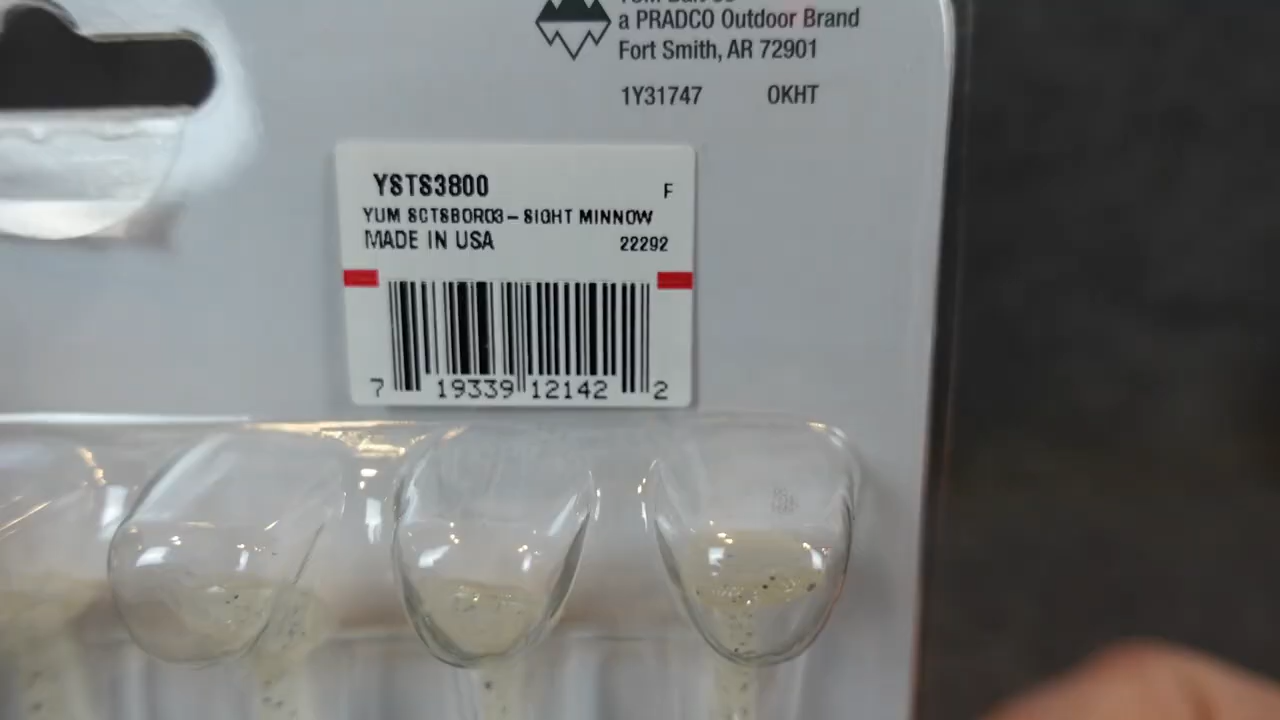 a PRADCO Outdoor Brand
Fort Smith, AR 72901
1Y31747 OKHT
YSTS3800 F
YUM SCTSBOR03 – SIGHT MINNOW
MADE IN USA 22292
7 19339 12142 2